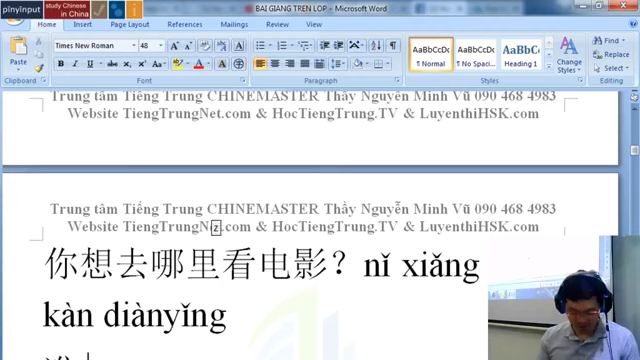 pinyinput
study Chinese
in China
BAI GIANG TREN LOP - Microsoft Word
Home Insert Page Layout References Mailings Review View
Paste
Clipboard
Times New Roman 48
Font
Paragraph
AaBbCcDc AaBbCcDc AaBbCc
¶ Normal ¶ No Spaci... Heading 1
Styles
Change
Styles
Find
Replace
Select
Editing
Trung tâm Tiếng Trung CHINEMASTER Thầy Nguyễn Minh Vũ 090 468 4983
Website TiengTrungNet.com & HocTiengTrung.TV & LuyenthiHSK.com
Trung tâm Tiếng Trung CHINEMASTER Thầy Nguyễn Minh Vũ 090 468 4983
Website TiengTrungNet.com & HocTiengTrung.TV & LuyenthiHSK.com
z
你想去哪里看电影？nǐ xiǎng
kàn diànyǐng